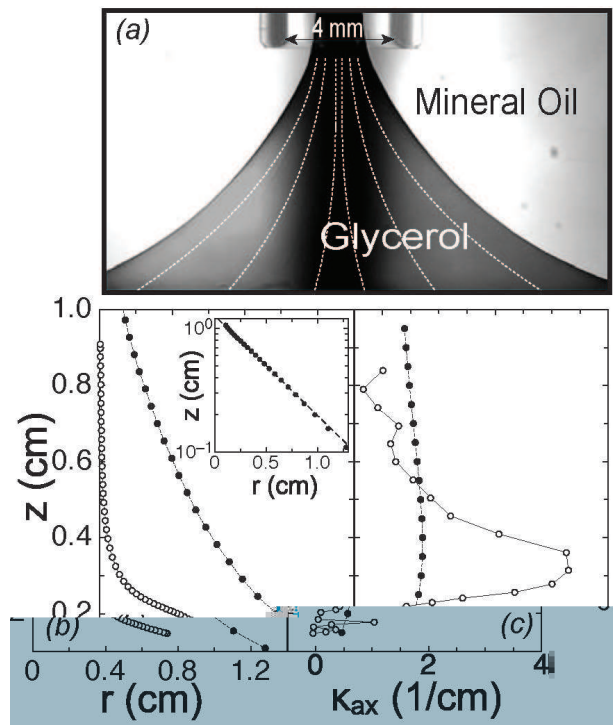 (a)
4 mm
Mineral Oil
Glycerol
1.0
0.8
0.6
0.4
0.2
z (cm)
10⁰
10⁻¹
z (cm)
0 0.5 1.0
r (cm)
(b)
(c)
0 0.4 0.8 1.2
r (cm)
0 2 4
κax (1/cm)